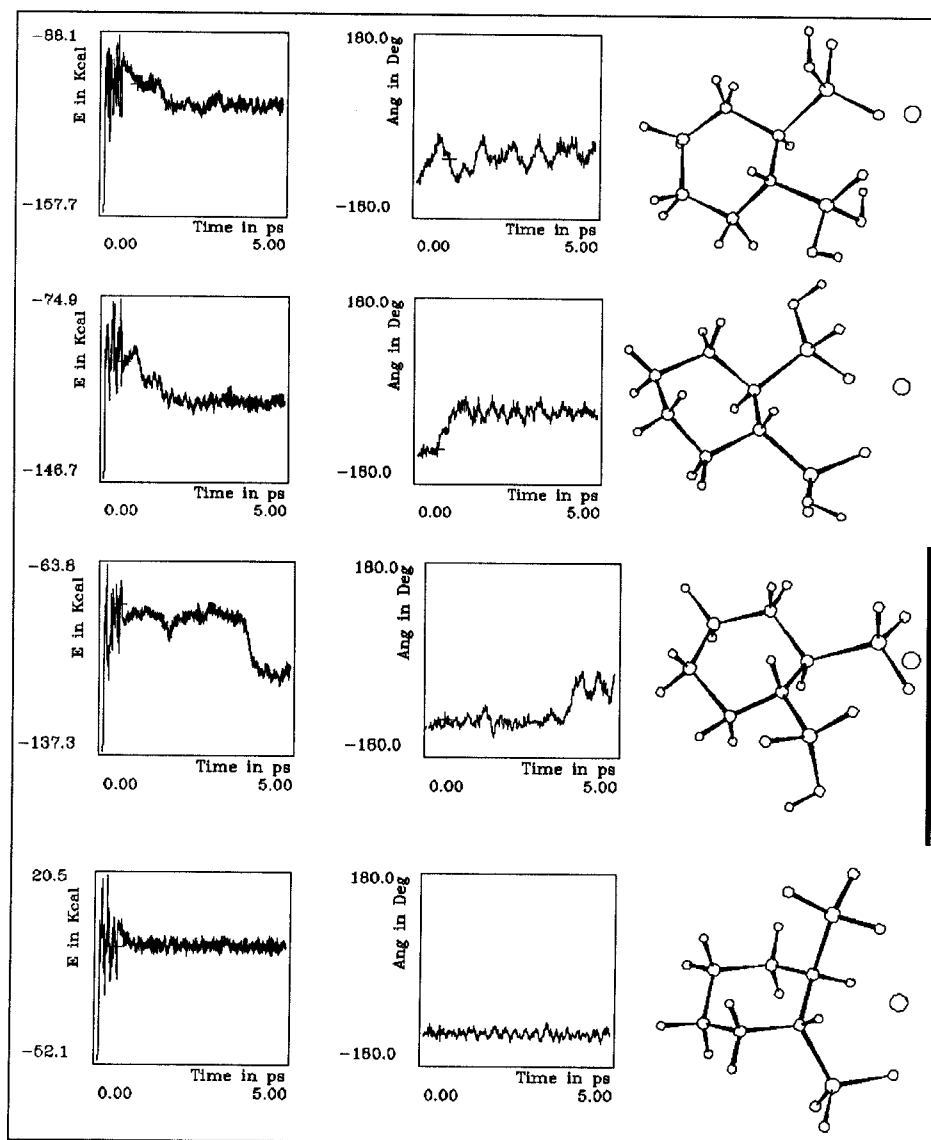 -88.1
E in Kcal
-157.7
Time in ps
0.00 5.00
180.0
Ang in Deg
-180.0
Time in ps
0.00 5.00
-74.9
E in Kcal
-146.7
Time in ps
0.00 5.00
180.0
Ang in Deg
-180.0
Time in ps
0.00 5.00
-63.8
E in Kcal
-137.3
Time in ps
0.00 5.00
180.0
Ang in Deg
-180.0
Time in ps
0.00 5.00
20.5
E in Kcal
-62.1
Time in ps
0.00 5.00
180.0
Ang in Deg
-180.0
Time in ps
0.00 5.00